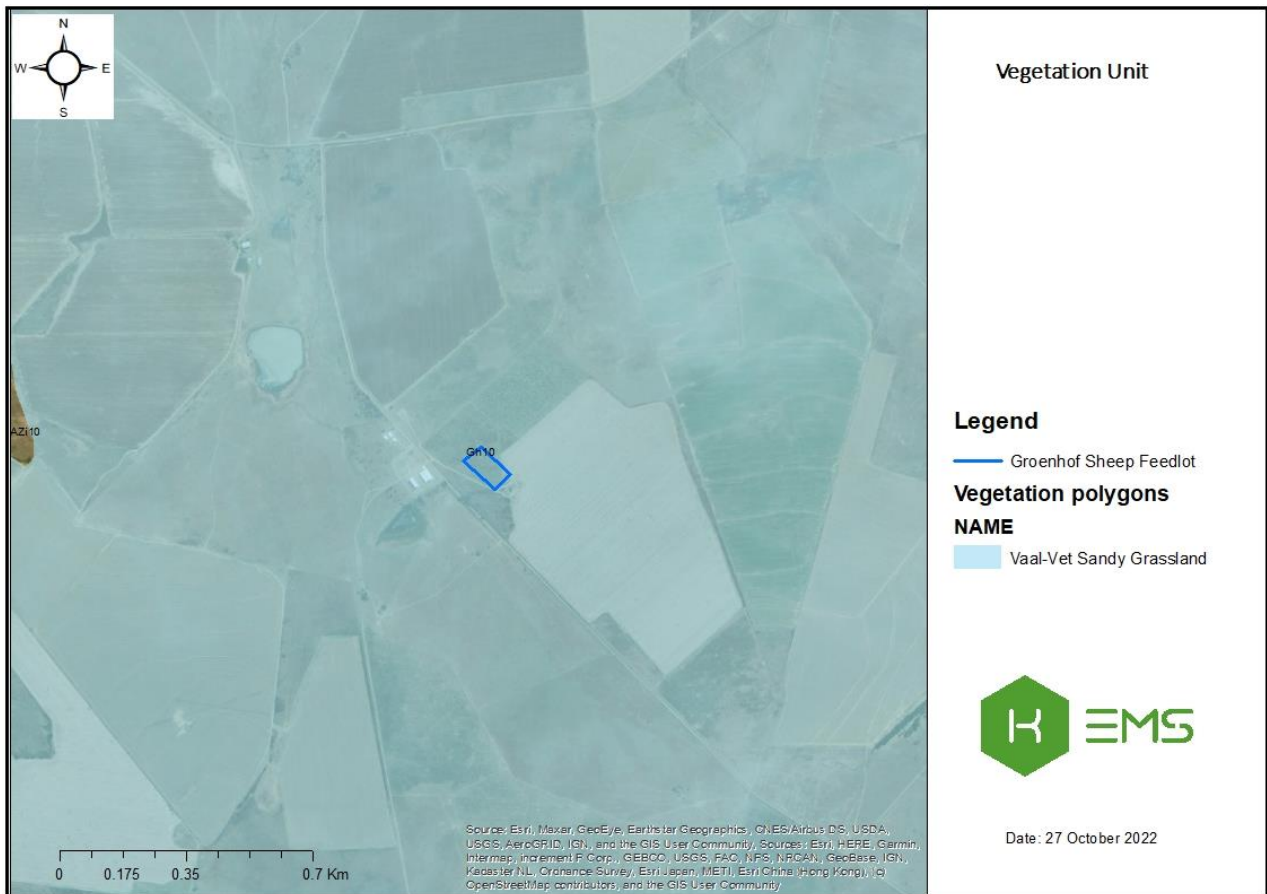 N
W E
S
Vegetation Unit
AZi10
Gh10
Legend
Groenhof Sheep Feedlot
Vegetation polygons
NAME
Vaal-Vet Sandy Grassland
K EMS
Date: 27 October 2022
0 0.175 0.35 0.7 Km
Source: Esri, Maxar, GeoEye, Earthstar Geographics, CNES/Airbus DS, USDA,
USGS, AeroGRID, IGN, and the GIS User Community, Sources: Esri, HERE, Garmin,
Intermap, increment P Corp., GEBCO, USGS, FAO, NPS, NRCAN, GeoBase, IGN,
Kadaster NL, Ordnance Survey, Esri Japan, METI, Esri China (Hong Kong), (c)
OpenStreetMap contributors, and the GIS User Community